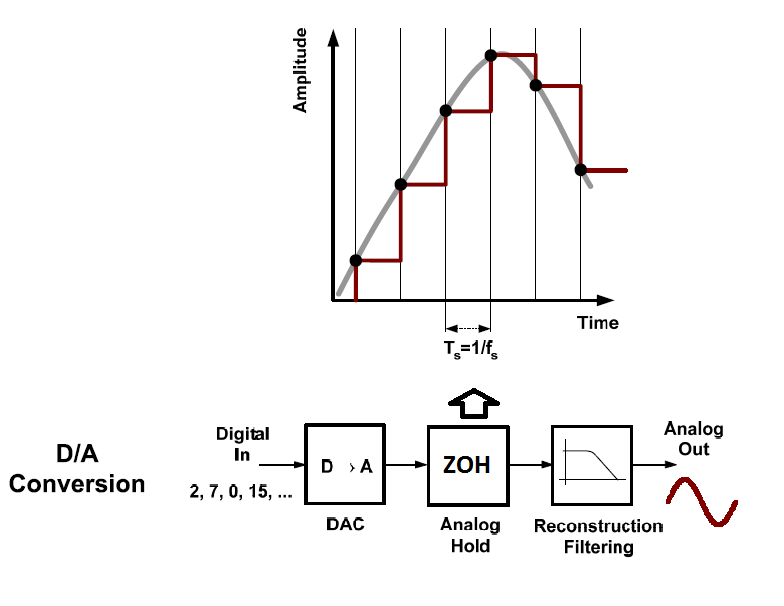 Amplitude
Time
Ts=1/fs
D/A
Conversion
Digital
In
2, 7, 0, 15, ...
D → A
DAC
ZOH
Analog
Hold
Reconstruction
Filtering
Analog
Out